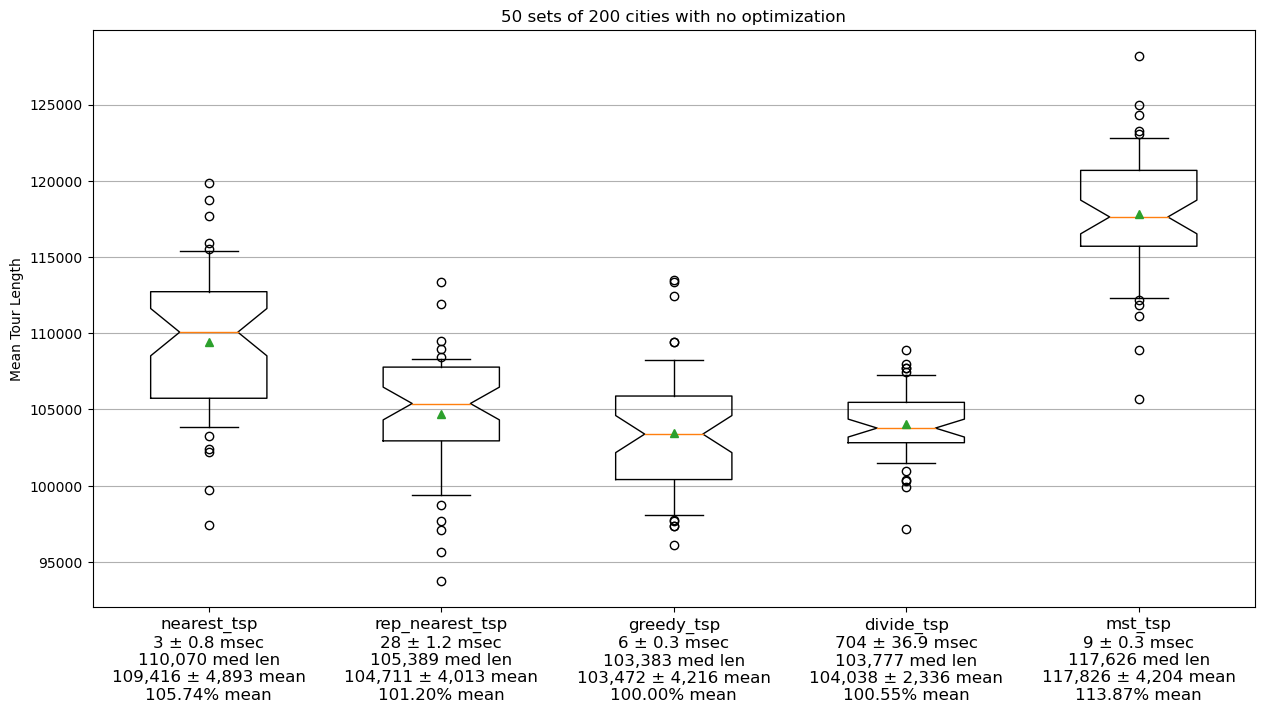 50 sets of 200 cities with no optimization
Mean Tour Length
125000
120000
115000
110000
105000
100000
95000
nearest_tsp
3 ± 0.8 msec
110,070 med len
109,416 ± 4,893 mean
105.74% mean
rep_nearest_tsp
28 ± 1.2 msec
105,389 med len
104,711 ± 4,013 mean
101.20% mean
greedy_tsp
6 ± 0.3 msec
103,383 med len
103,472 ± 4,216 mean
100.00% mean
divide_tsp
704 ± 36.9 msec
103,777 med len
104,038 ± 2,336 mean
100.55% mean
mst_tsp
9 ± 0.3 msec
117,626 med len
117,826 ± 4,204 mean
113.87% mean